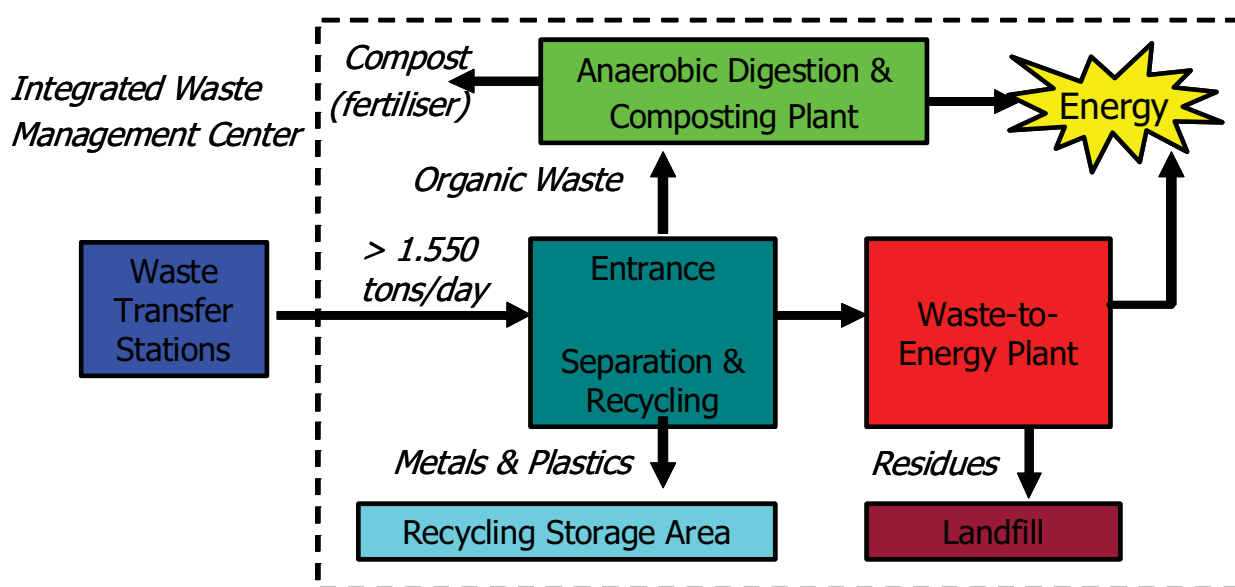 Integrated Waste
Management Center
Compost
(fertiliser)
Anaerobic Digestion &
Composting Plant
Energy
Organic Waste
Waste
Transfer
Stations
> 1.550
tons/day
Entrance
Separation &
Recycling
Waste-to-
Energy Plant
Metals & Plastics
Residues
Recycling Storage Area
Landfill